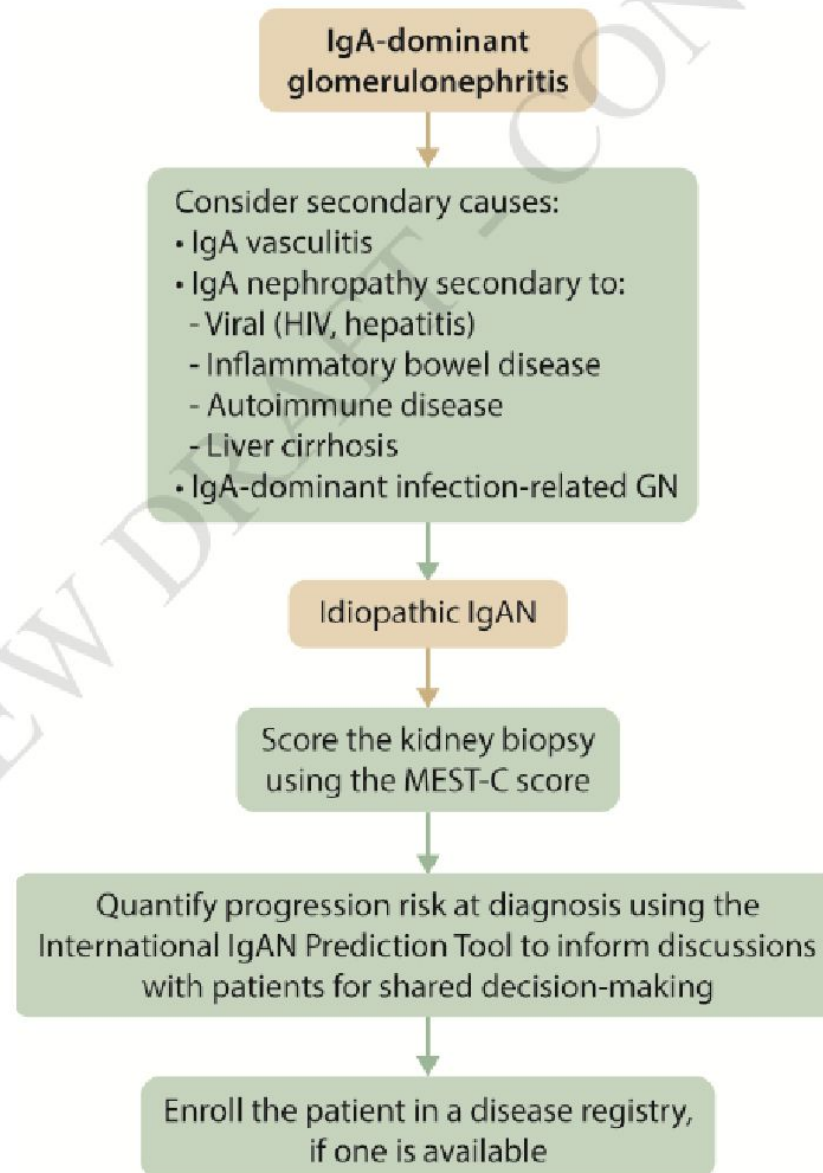 IgA-dominant
glomerulonephritis
Consider secondary causes:
• IgA vasculitis
• IgA nephropathy secondary to:
- Viral (HIV, hepatitis)
- Inflammatory bowel disease
- Autoimmune disease
- Liver cirrhosis
• IgA-dominant infection-related GN
Idiopathic IgAN
Score the kidney biopsy
using the MEST-C score
Quantify progression risk at diagnosis using the
International IgAN Prediction Tool to inform discussions
with patients for shared decision-making
Enroll the patient in a disease registry,
if one is available
EW DRAFT - CON